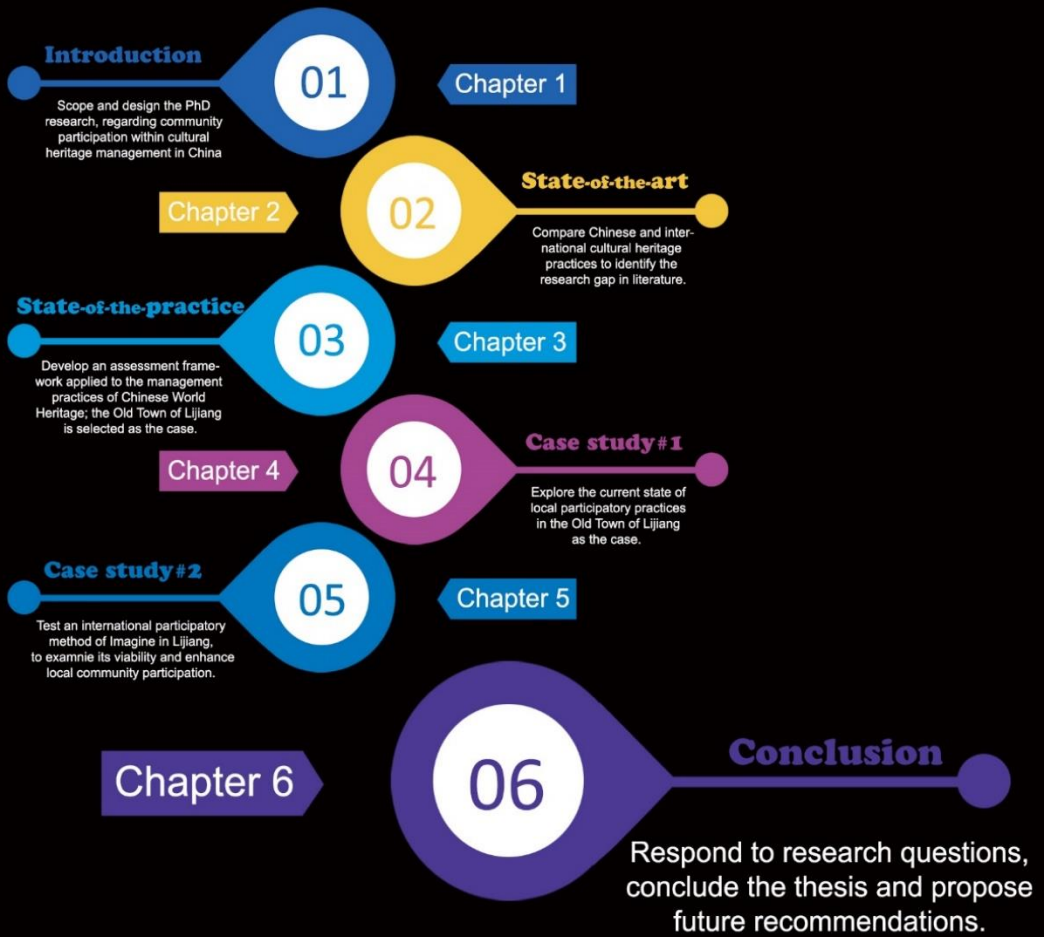 Introduction
01
Chapter 1
Scope and design the PhD
research, regarding community
participation within cultural
heritage management in China
Chapter 2
02
State-of-the-art
Compare Chinese and inter-
national cultural heritage
practices to identify the
research gap in literature.
State-of-the-practice
03
Chapter 3
Develop an assessment frame-
work applied to the management
practices of Chinese World
Heritage; the Old Town of Lijiang
is selected as the case.
Chapter 4
04
Case study#1
Explore the current state of
local participatory practices
in the Old Town of Lijiang
as the case.
Case study#2
05
Chapter 5
Test an international participatory
method of Imagine in Lijiang,
to examnie its viability and enhance
local community participation.
Chapter 6
06
Conclusion
Respond to research questions,
conclude the thesis and propose
future recommendations.